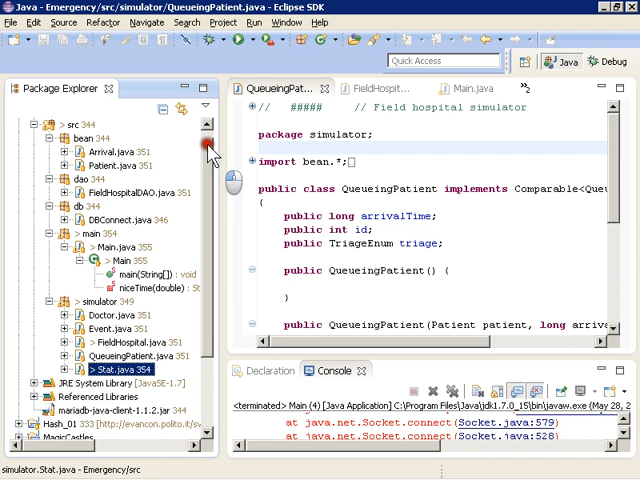 Java - Emergency/src/simulator/QueueingPatient.java - Eclipse SDK
File Edit Source Refactor Navigate Search Project Run Window Help
Quick Access
Java
Debug
Package Explorer
> src 344
bean 344
Arrival.java 351
Patient.java 351
dao 344
FieldHospitalDAO.java 351
db 344
DBConnect.java 346
> main 354
> Main.java 355
> Main 355
main(String[]) : void
niceTime(double) : St
> simulator 349
Doctor.java 351
Event.java 351
> FieldHospital.java 351
QueueingPatient.java 351
> Stat.java 354
JRE System Library [JavaSE-1.7]
Referenced Libraries
mariadb-java-client-1.1.2.jar 344
Hash_01 333 [http://evancon.polito.it/sv
MagicCastles
QueueingPat...
FieldHospit...
Main.java
»2
// ##### // Field hospital simulator
package simulator;
import bean.*;
public class QueueingPatient implements Comparable<Queu
{
public long arrivalTime;
public int id;
public TriageEnum triage;
public QueueingPatient() {
}
public QueueingPatient(Patient patient, long arriv
Declaration
Console
<terminated> Main (4) [Java Application] C:\Program Files\Java\jdk1.7.0_15\bin\javaw.exe (May 28, 
at java.net.Socket.connect(Socket.java:579)
at java.net.Socket.connect(Socket.java:528)
simulator.Stat.java - Emergency/src